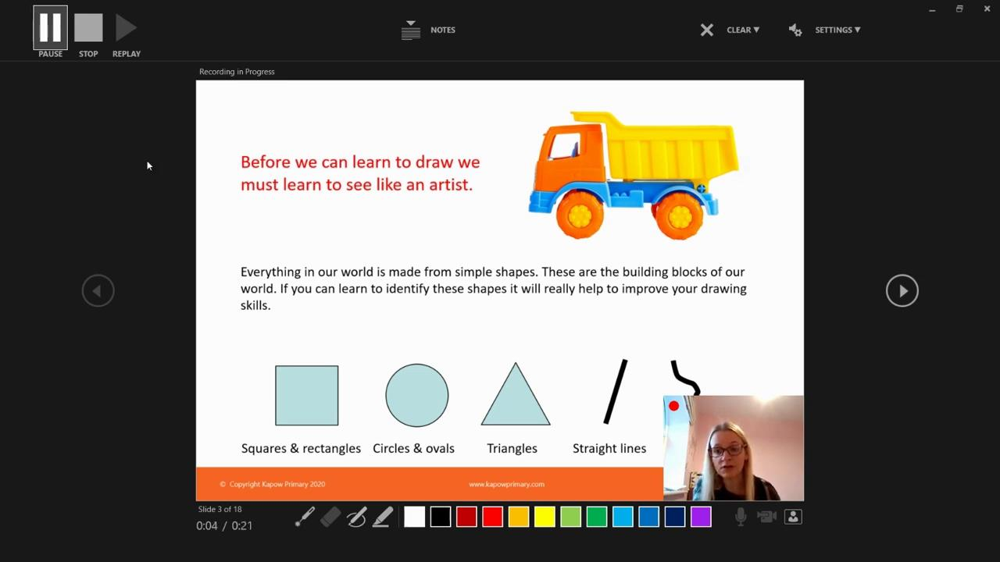 PAUSE
STOP
REPLAY
NOTES
CLEAR
SETTINGS
Recording in Progress
Before we can learn to draw we
must learn to see like an artist.
Everything in our world is made from simple shapes. These are the building blocks of our
world. If you can learn to identify these shapes it will really help to improve your drawing
skills.
Squares & rectangles
Circles & ovals
Triangles
Straight lines
© Copyright Kapow Primary 2020
www.kapowprimary.com
Slide 3 of 18
0:04 / 0:21